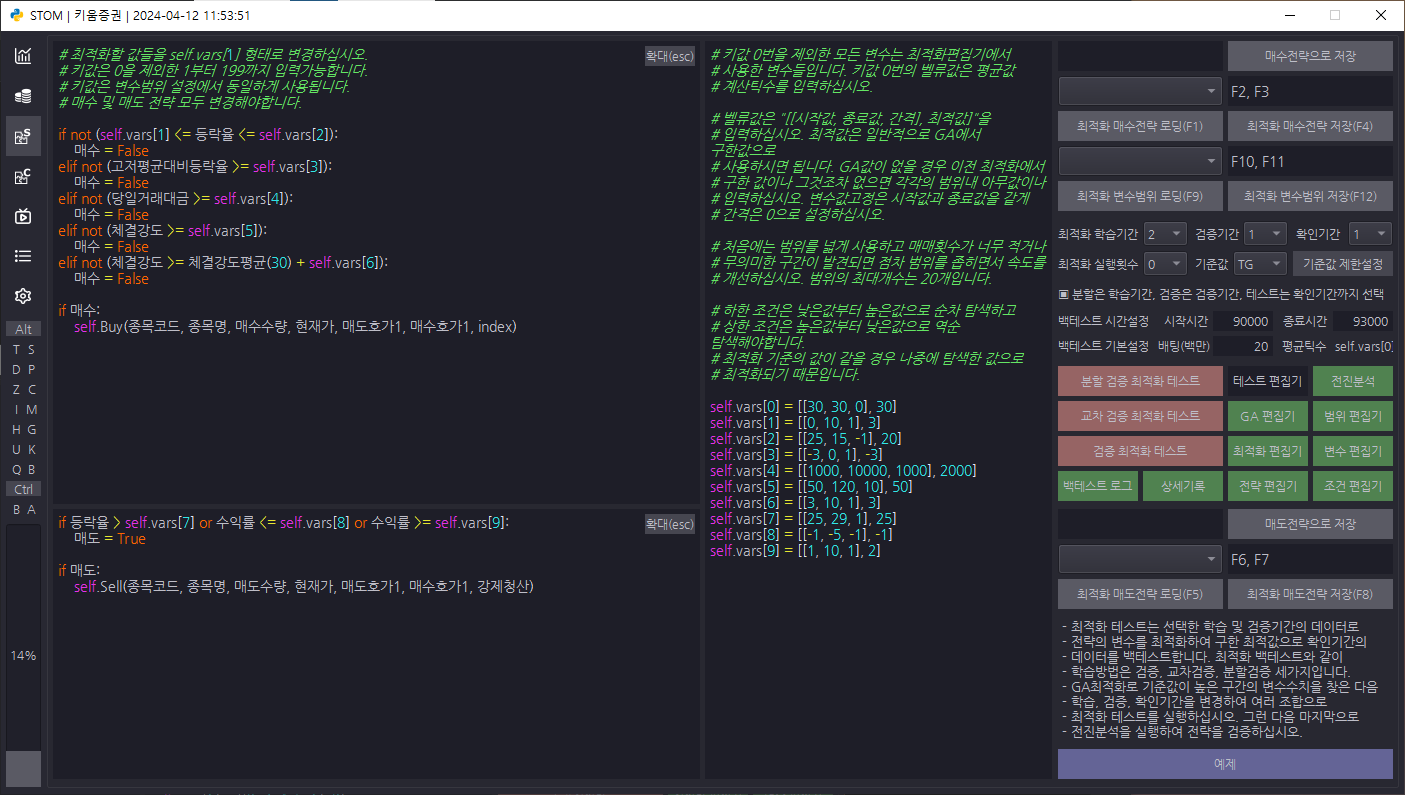 STOM | 키움증권 | 2024-04-12 11:53:51
Alt
T S
D P
Z C
I M
H G
U K
Q B
Ctrl
B A
14%
# 최적화할 값들을 self.vars[1] 형태로 변경하십시오.
# 키값은 0을 제외한 1부터 199까지 입력가능합니다.
# 키값은 변수범위 설정에서 동일하게 사용됩니다.
# 매수 및 매도 전략 모두 변경해야합니다.
확대(esc)
if not (self.vars[1] <= 등락율 <= self.vars[2]):
매수 = False
elif not (고저평균대비등락율 >= self.vars[3]):
매수 = False
elif not (당일거래대금 >= self.vars[4]):
매수 = False
elif not (체결강도 >= self.vars[5]):
매수 = False
elif not (체결강도 >= 체결강도평균(30) + self.vars[6]):
매수 = False
if 매수:
self.Buy(종목코드, 종목명, 매수수량, 현재가, 매도호가1, 매수호가1, index)
if 등락율 > self.vars[7] or 수익률 <= self.vars[8] or 수익률 >= self.vars[9]:
매도 = True
확대(esc)
if 매도:
self.Sell(종목코드, 종목명, 매도수량, 현재가, 매도호가1, 매수호가1, 강제청산)
# 키값 0번을 제외한 모든 변수는 최적화편집기에서
# 사용한 변수들입니다. 키값 0번의 벨류값은 평균값
# 계산틱수를 입력하십시오.
# 벨류값은 "[[시작값, 종료값, 간격], 최적값]"을
# 입력하십시오. 최적값은 일반적으로 GA에서
구한값으로
# 사용하시면 됩니다. GA값이 없을 경우 이전 최적화에서
# 구한 값이나 그것조차 없으면 각각의 범위내 아무값이나
# 입력하십시오. 변수값고정은 시작값과 종료값을 같게
# 간격은 0으로 설정하십시오.
# 처음에는 범위를 넓게 사용하고 매매횟수가 너무 적거나
# 무의미한 구간이 발견되면 점차 범위를 좁히면서 속도를
# 개선하십시오. 범위의 최대개수는 20개입니다.
# 하한 조건은 낮은값부터 높은값으로 순차 탐색하고
# 상한 조건은 높은값부터 낮은값으로 역순
탐색해야합니다.
# 최적화 기준의 값이 같을 경우 나중에 탐색한 값으로
# 최적화되기 때문입니다.
self.vars[0] = [[30, 30, 0], 30]
self.vars[1] = [[0, 10, 1], 3]
self.vars[2] = [[25, 15, -1], 20]
self.vars[3] = [[-3, 0, 1], -3]
self.vars[4] = [[1000, 10000, 1000], 2000]
self.vars[5] = [[50, 120, 10], 50]
self.vars[6] = [[3, 10, 1], 3]
self.vars[7] = [[25, 29, 1], 25]
self.vars[8] = [[-1, -5, -1], -1]
self.vars[9] = [[1, 10, 1], 2]
매수전략으로 저장
F2, F3
최적화 매수전략 로딩(F1) 최적화 매수전략 저장(F4)
F10, F11
최적화 변수범위 로딩(F9) 최적화 변수범위 저장(F12)
최적화 학습기간 2 검증기간 1 확인기간 1
최적화 실행횟수 0 기준값 TG 기준값 제한설정
▣ 분할은 학습기간, 검증은 검증기간, 테스트는 확인기간까지 선택
백테스트 시간설정 시작시간 90000 종료시간 93000
백테스트 기본설정 배팅(백만) 20 평균틱수 self.vars[0]
분할 검증 최적화 테스트 테스트 편집기 전진분석
교차 검증 최적화 테스트 GA 편집기 범위 편집기
검증 최적화 테스트 최적화 편집기 변수 편집기
백테스트 로그 상세기록 전략 편집기 조건 편집기
매도전략으로 저장
F6, F7
최적화 매도전략 로딩(F5) 최적화 매도전략 저장(F8)
- 최적화 테스트는 선택한 학습 및 검증기간의 데이터로
- 전략의 변수를 최적화하여 구한 최적값으로 확인기간의
- 데이터를 백테스트합니다. 최적화 백테스트와 같이
- 학습방법은 검증, 교차검증, 분할검증 세가지입니다.
- GA최적화로 기준값이 높은 구간의 변수수치을 찾은 다음
- 학습, 검증, 확인기간을 변경하여 여러 조합으로
- 최적화 테스트를 실행하십시오. 그런 다음 마지막으로
- 전진분석을 실행하여 전략을 검증하십시오.
예제